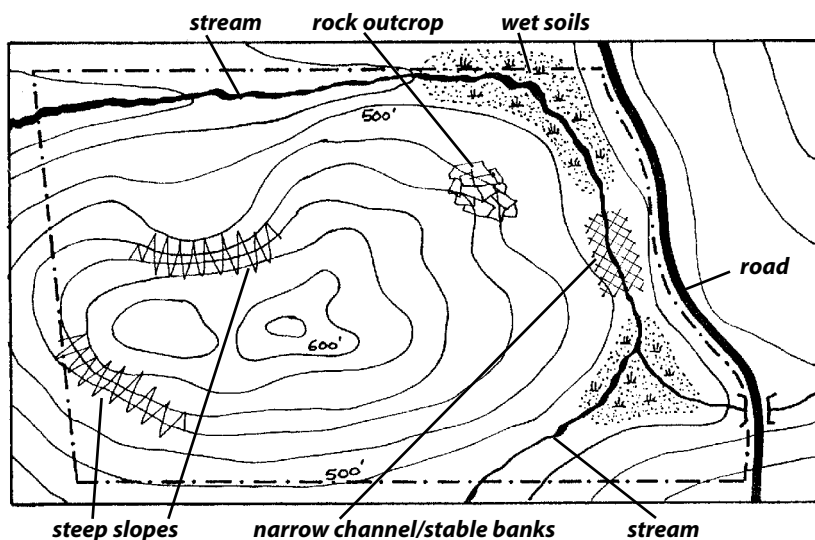 stream
rock outcrop
wet soils
500'
road
600'
500'
steep slopes
narrow channel/stable banks
stream